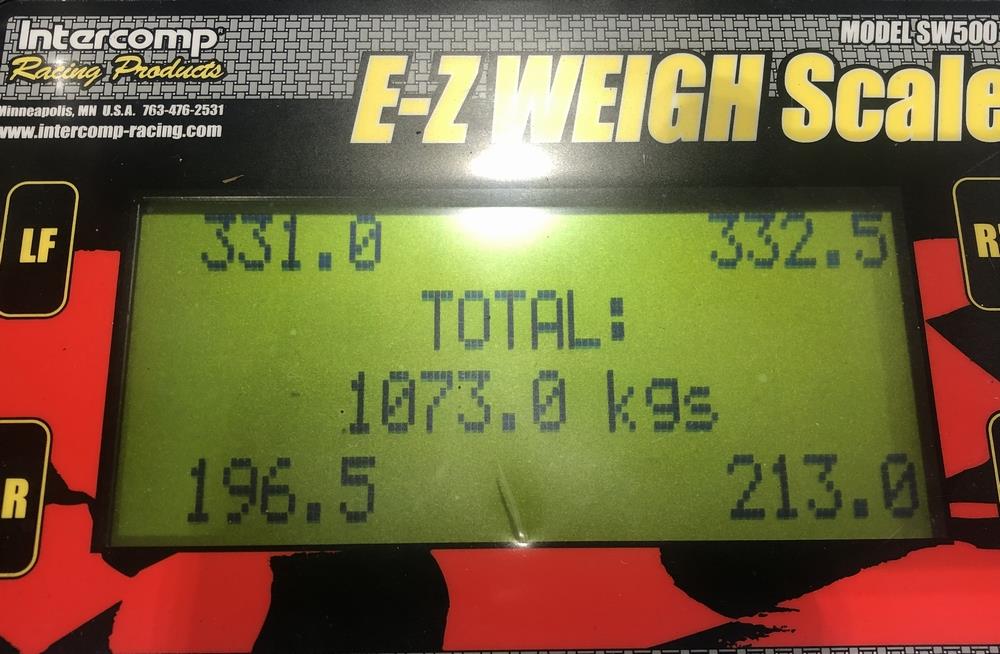 Intercomp
Racing Products
Minneapolis, MN U.S.A. 763-476-2531
www.intercomp-racing.com
MODEL SW500
E-Z WEIGH Scale
LF
331.0
332.5
TOTAL:
1073.0 kgs
R
196.5
213.0